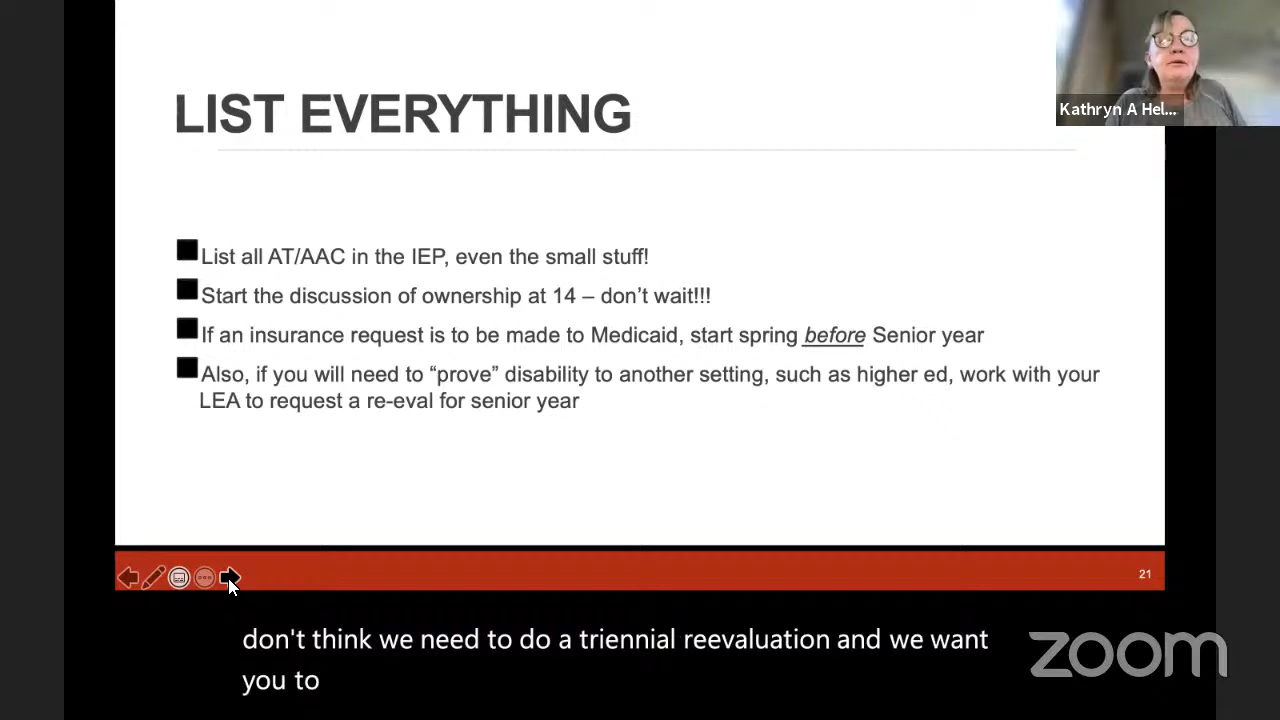 LIST EVERYTHING
Kathryn A Hel...
List all AT/AAC in the IEP, even the small stuff!
Start the discussion of ownership at 14 – don’t wait!!!
If an insurance request is to be made to Medicaid, start spring before Senior year
Also, if you will need to “prove” disability to another setting, such as higher ed, work with your
LEA to request a re-eval for senior year
21
don't think we need to do a triennial reevaluation and we want
you to
zoom